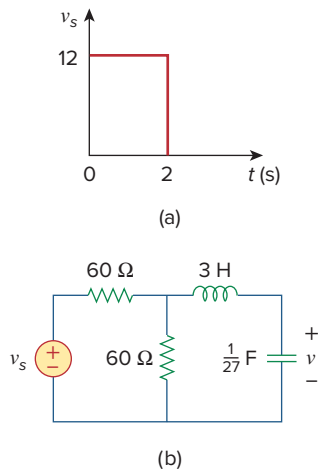 vs
12
0 2 t (s)
(a)
60 Ω 3 H
vs + − 60 Ω 1/27 F + v −
(b)